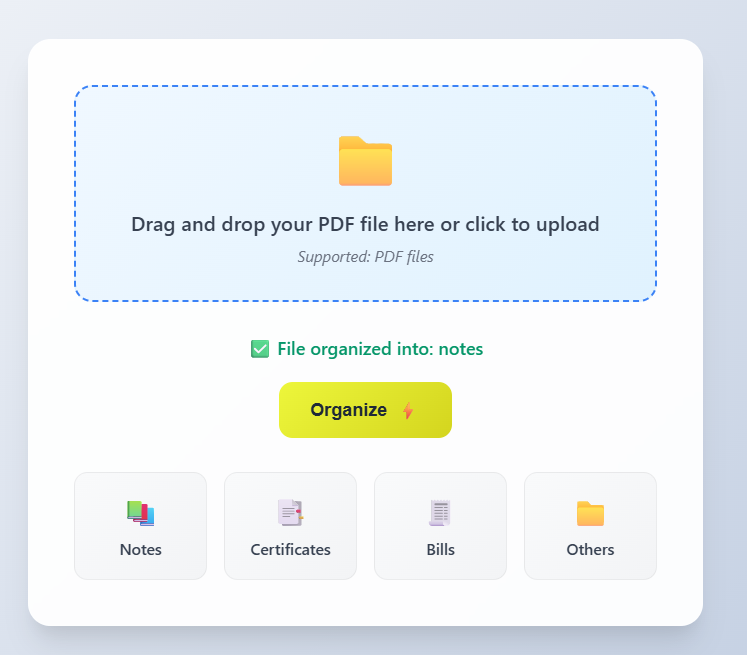 Drag and drop your PDF file here or click to upload
Supported: PDF files
✅ File organized into: notes
Organize ⚡
Notes
Certificates
Bills
Others